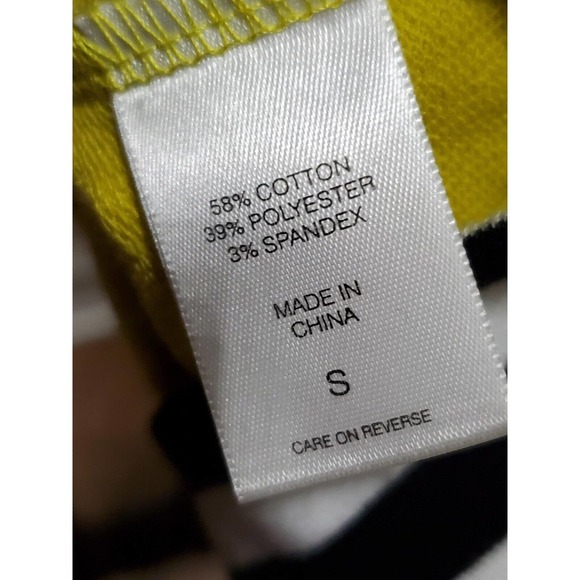 58% COTTON
39% POLYESTER
3% SPANDEX
MADE IN
CHINA
S
CARE ON REVERSE